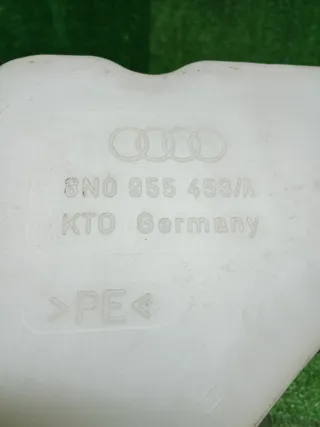 8N0 955 453/A
KTO Germany
>PE<